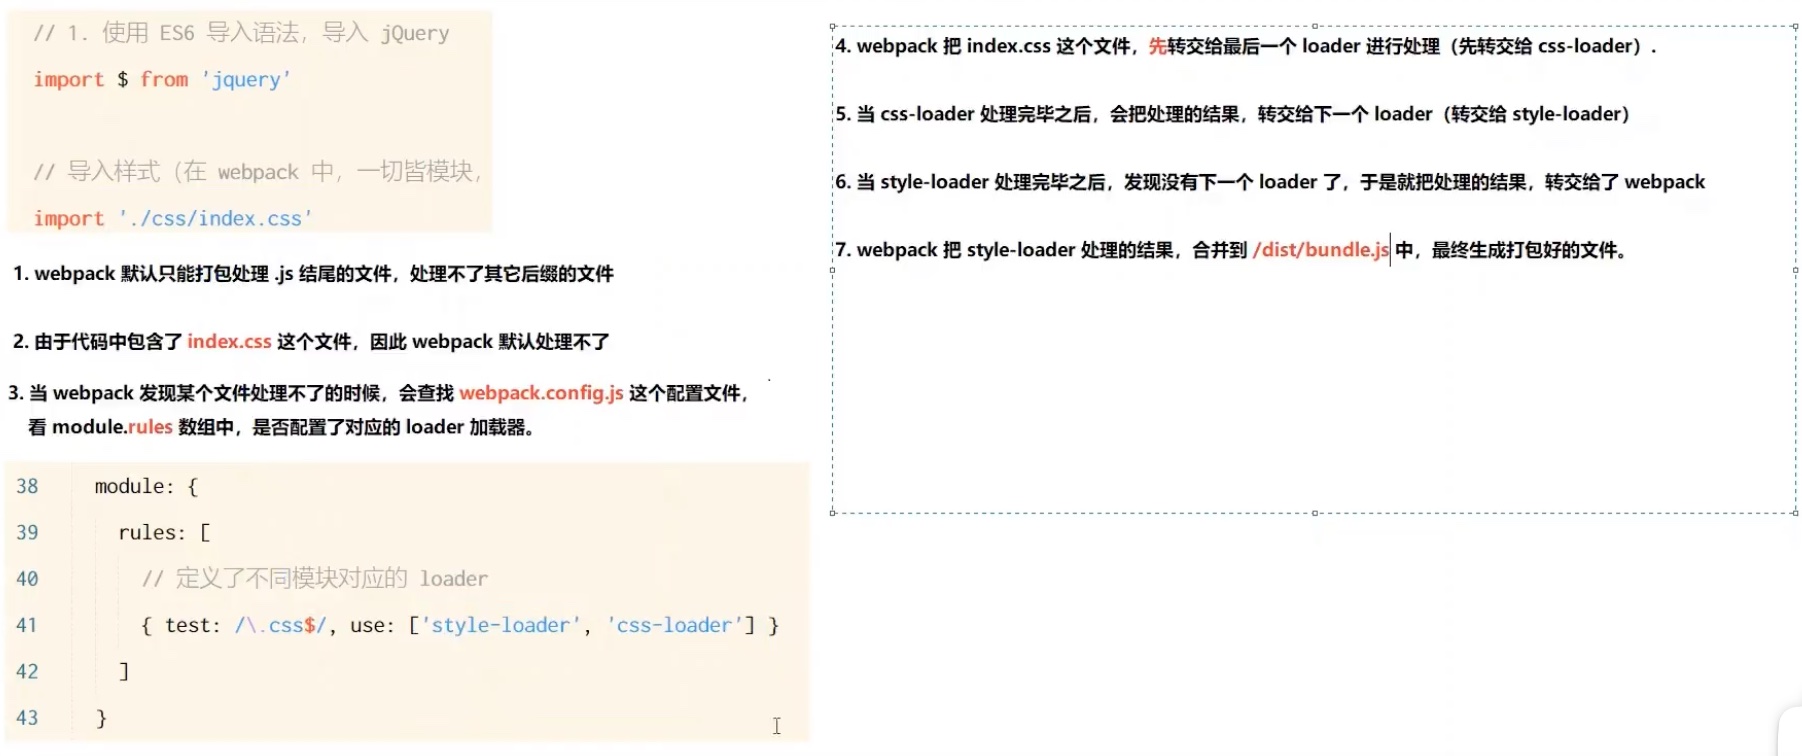 // 1. 使用 ES6 导入语法，导入 jQuery
import $ from 'jquery'
// 导入样式（在 webpack 中，一切皆模块，
import './css/index.css'
1. webpack 默认只能打包处理 .js 结尾的文件，处理不了其它后缀的文件
2. 由于代码中包含了 index.css 这个文件，因此 webpack 默认处理不了
3. 当 webpack 发现某个文件处理不了的时候，会查找 webpack.config.js 这个配置文件，
看 module.rules 数组中，是否配置了对应的 loader 加载器。
38 module: {
39 rules: [
40 // 定义了不同模块对应的 loader
41 { test: /\.css$/, use: ['style-loader', 'css-loader'] }
42 ]
43 }
4. webpack 把 index.css 这个文件，先转交给最后一个 loader 进行处理（先转交给 css-loader）.
5. 当 css-loader 处理完毕之后，会把处理的结果，转交给下一个 loader（转交给 style-loader）
6. 当 style-loader 处理完毕之后，发现没有下一个 loader 了，于是就把处理的结果，转交给了 webpack
7. webpack 把 style-loader 处理的结果，合并到 /dist/bundle.js 中，最终生成打包好的文件。